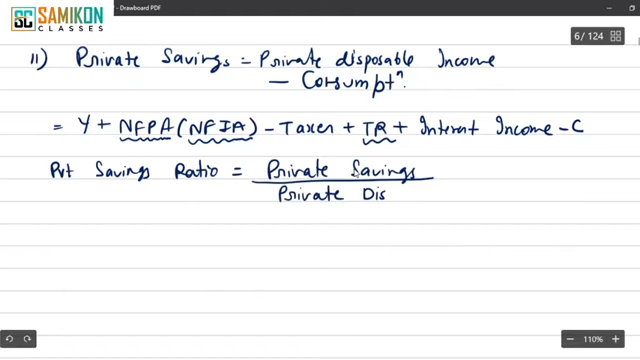 SC SAMIKON CLASSES
- Drawboard PDF
6 / 124
11) Private Savings = Private disposable Income
- Consumptⁿ.
= Y + NFPA (NFIA) - Taxes + TR + Interest Income - C
Pvt Savings Ratio = Private Savings
Private Dis
110%